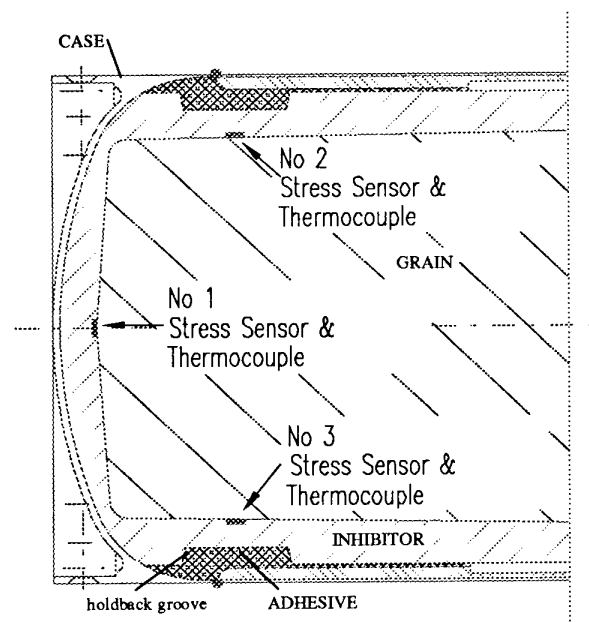 CASE
No 2
Stress Sensor &
Thermocouple
GRAIN
No 1
Stress Sensor &
Thermocouple
No 3
Stress Sensor &
Thermocouple
INHIBITOR
holdback groove
ADHESIVE